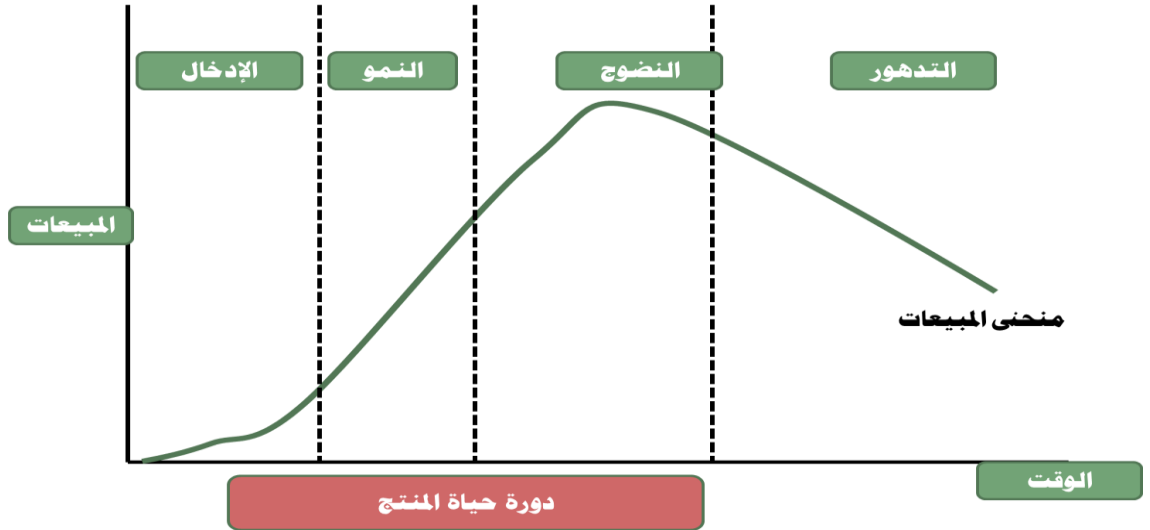 الإدخال
النمو
النضوج
التدهور
المبيعات
منحنى المبيعات
الوقت
دورة حياة المنتج